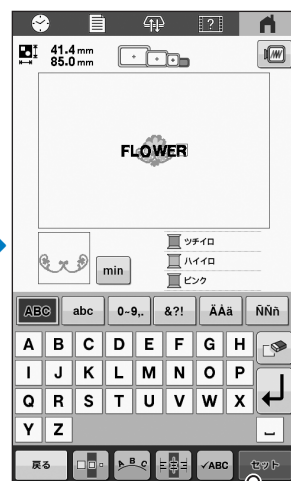 ?
41.4 mm
85.0 mm
FLOWER
ツチイロ
ハイイロ
ピンク
min
ABC abc 0~9,. &?! ÄÅä ÑÑñ
A B C D E F G H
I J K L M N O P
Q R S T U V W X
Y Z
戻る ABC ✓ABC セット